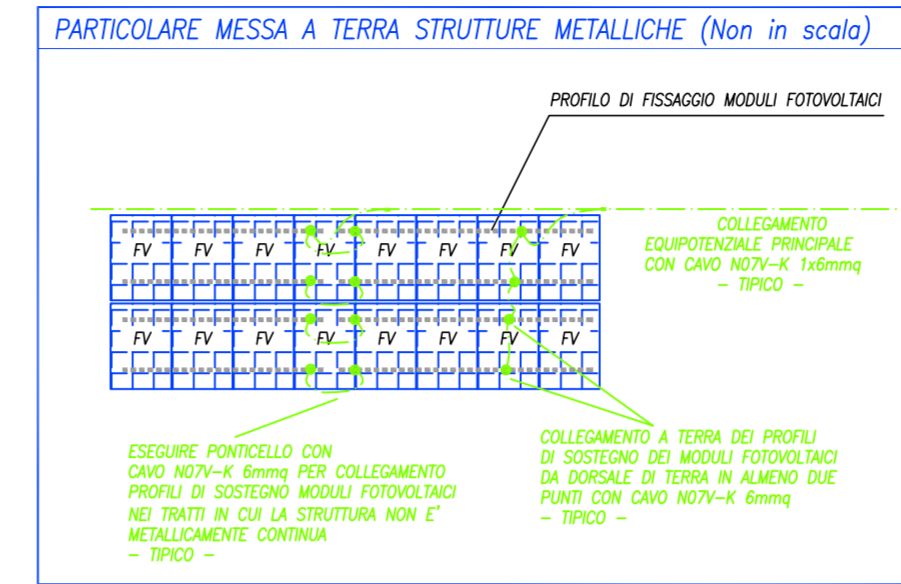 PARTICOLARE MESSA A TERRA STRUTTURE METALLICHE (Non in scala)
PROFILO DI FISSAGGIO MODULI FOTOVOLTAICI
COLLEGAMENTO
EQUIPOTENZIALE PRINCIPALE
CON CAVO N07V-K 1x6mmq
- TIPICO -
FV FV FV FV FV FV FV FV
FV FV FV FV FV FV FV FV
ESEGUIRE PONTICELLO CON
CAVO N07V-K 6mmq PER COLLEGAMENTO
PROFILI DI SOSTEGNO MODULI FOTOVOLTAICI
NEI TRATTI IN CUI LA STRUTTURA NON E'
METALLICAMENTE CONTINUA
- TIPICO -
COLLEGAMENTO A TERRA DEI PROFILI
DI SOSTEGNO DEI MODULI FOTOVOLTAICI
DA DORSALE DI TERRA IN ALMENO DUE
PUNTI CON CAVO N07V-K 6mmq
- TIPICO -